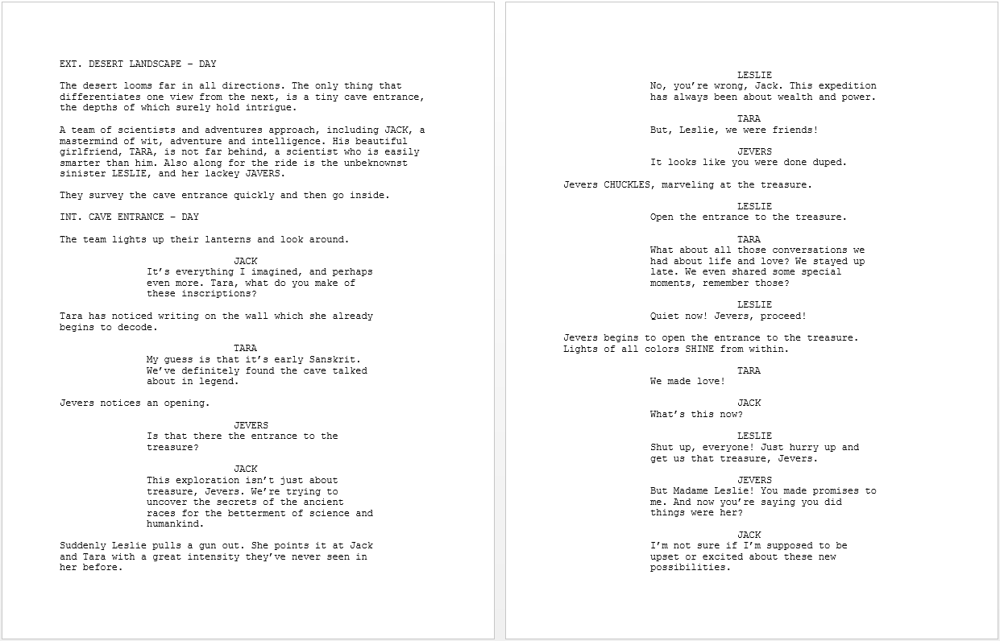 EXT. DESERT LANDSCAPE – DAY
The desert looms far in all directions. The only thing that
differentiates one view from the next, is a tiny cave entrance,
the depths of which surely hold intrigue.
A team of scientists and adventures approach, including JACK, a
mastermind of wit, adventure and intelligence. His beautiful
girlfriend, TARA, is not far behind, a scientist who is easily
smarter than him. Also along for the ride is the unbeknownst
sinister LESLIE, and her lackey JAVERS.
They survey the cave entrance quickly and then go inside.
INT. CAVE ENTRANCE – DAY
The team lights up their lanterns and look around.
JACK
It’s everything I imagined, and perhaps
even more. Tara, what do you make of
these inscriptions?
Tara has noticed writing on the wall which she already
begins to decode.
TARA
My guess is that it’s early Sanskrit.
We’ve definitely found the cave talked
about in legend.
Jevers notices an opening.
JEVERS
Is that there the entrance to the
treasure?
JACK
This exploration isn’t just about
treasure, Jevers. We’re trying to
uncover the secrets of the ancient
races for the betterment of science and
humankind.
Suddenly Leslie pulls a gun out. She points it at Jack
and Tara with a great intensity they’ve never seen in
her before.
LESLIE
No, you’re wrong, Jack. This expedition
has always been about wealth and power.
TARA
But, Leslie, we were friends!
JEVERS
It looks like you were done duped.
Jevers CHUCKLES, marveling at the treasure.
LESLIE
Open the entrance to the treasure.
TARA
What about all those conversations we
had about life and love? We stayed up
late. We even shared some special
moments, remember those?
LESLIE
Quiet now! Jevers, proceed!
Jevers begins to open the entrance to the treasure.
Lights of all colors SHINE from within.
TARA
We made love!
JACK
What’s this now?
LESLIE
Shut up, everyone! Just hurry up and
get us that treasure, Jevers.
JEVERS
But Madame Leslie! You made promises to
me. And now you’re saying you did
things were her?
JACK
I’m not sure if I’m supposed to be
upset or excited about these new
possibilities.